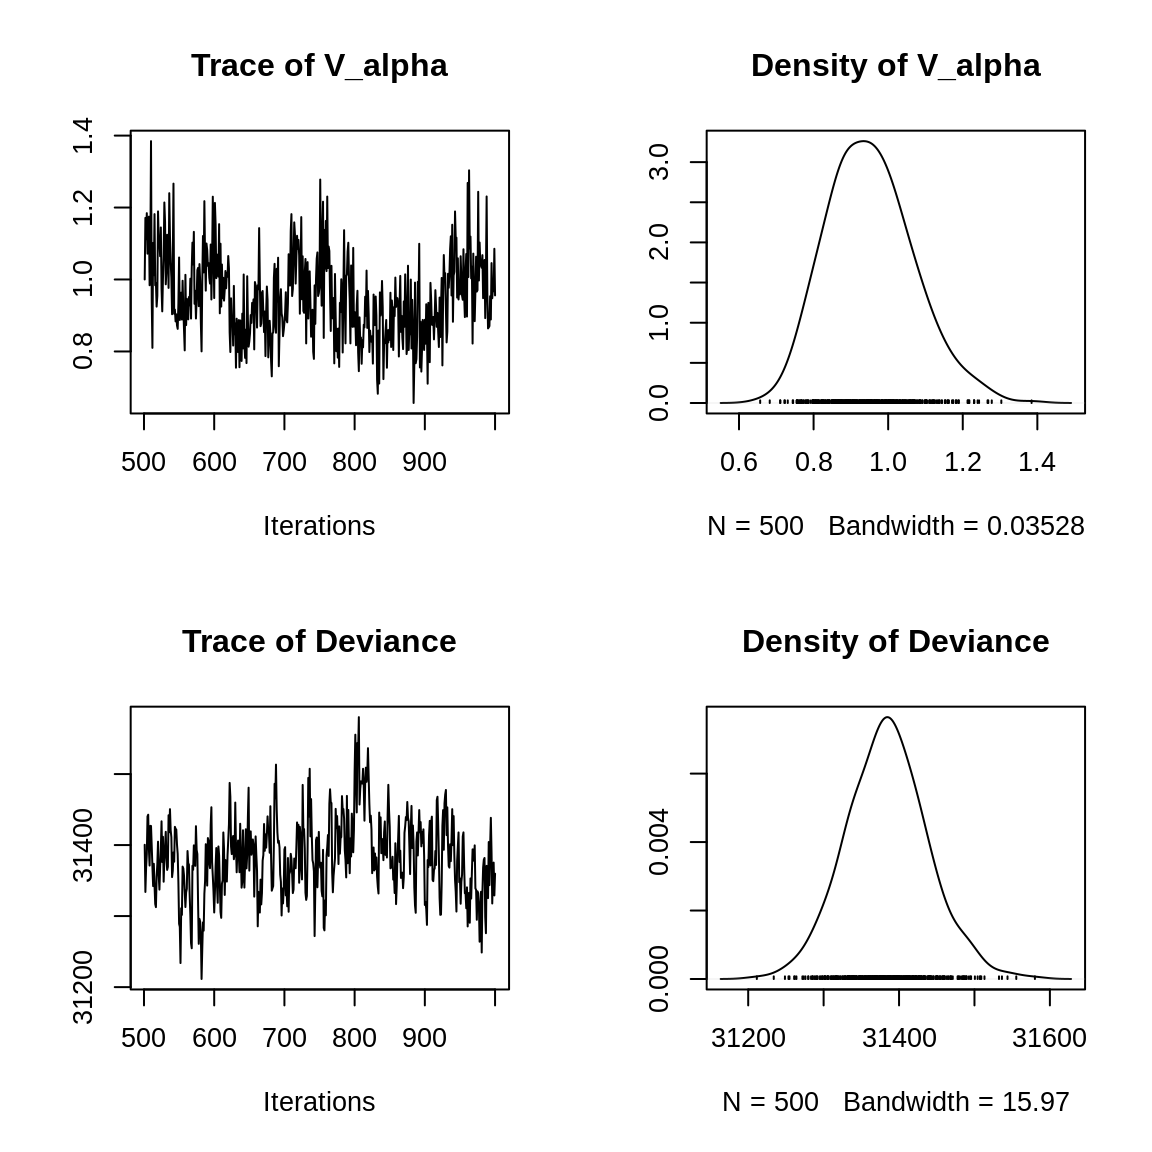 Trace of V_alpha
1.4
1.2
1.0
0.8
500 600 700 800 900
Iterations
Density of V_alpha
3.0
2.0
1.0
0.0
0.6 0.8 1.0 1.2 1.4
N = 500 Bandwidth = 0.03528
Trace of Deviance
31400
31200
500 600 700 800 900
Iterations
Density of Deviance
0.004
0.000
31200 31400 31600
N = 500 Bandwidth = 15.97